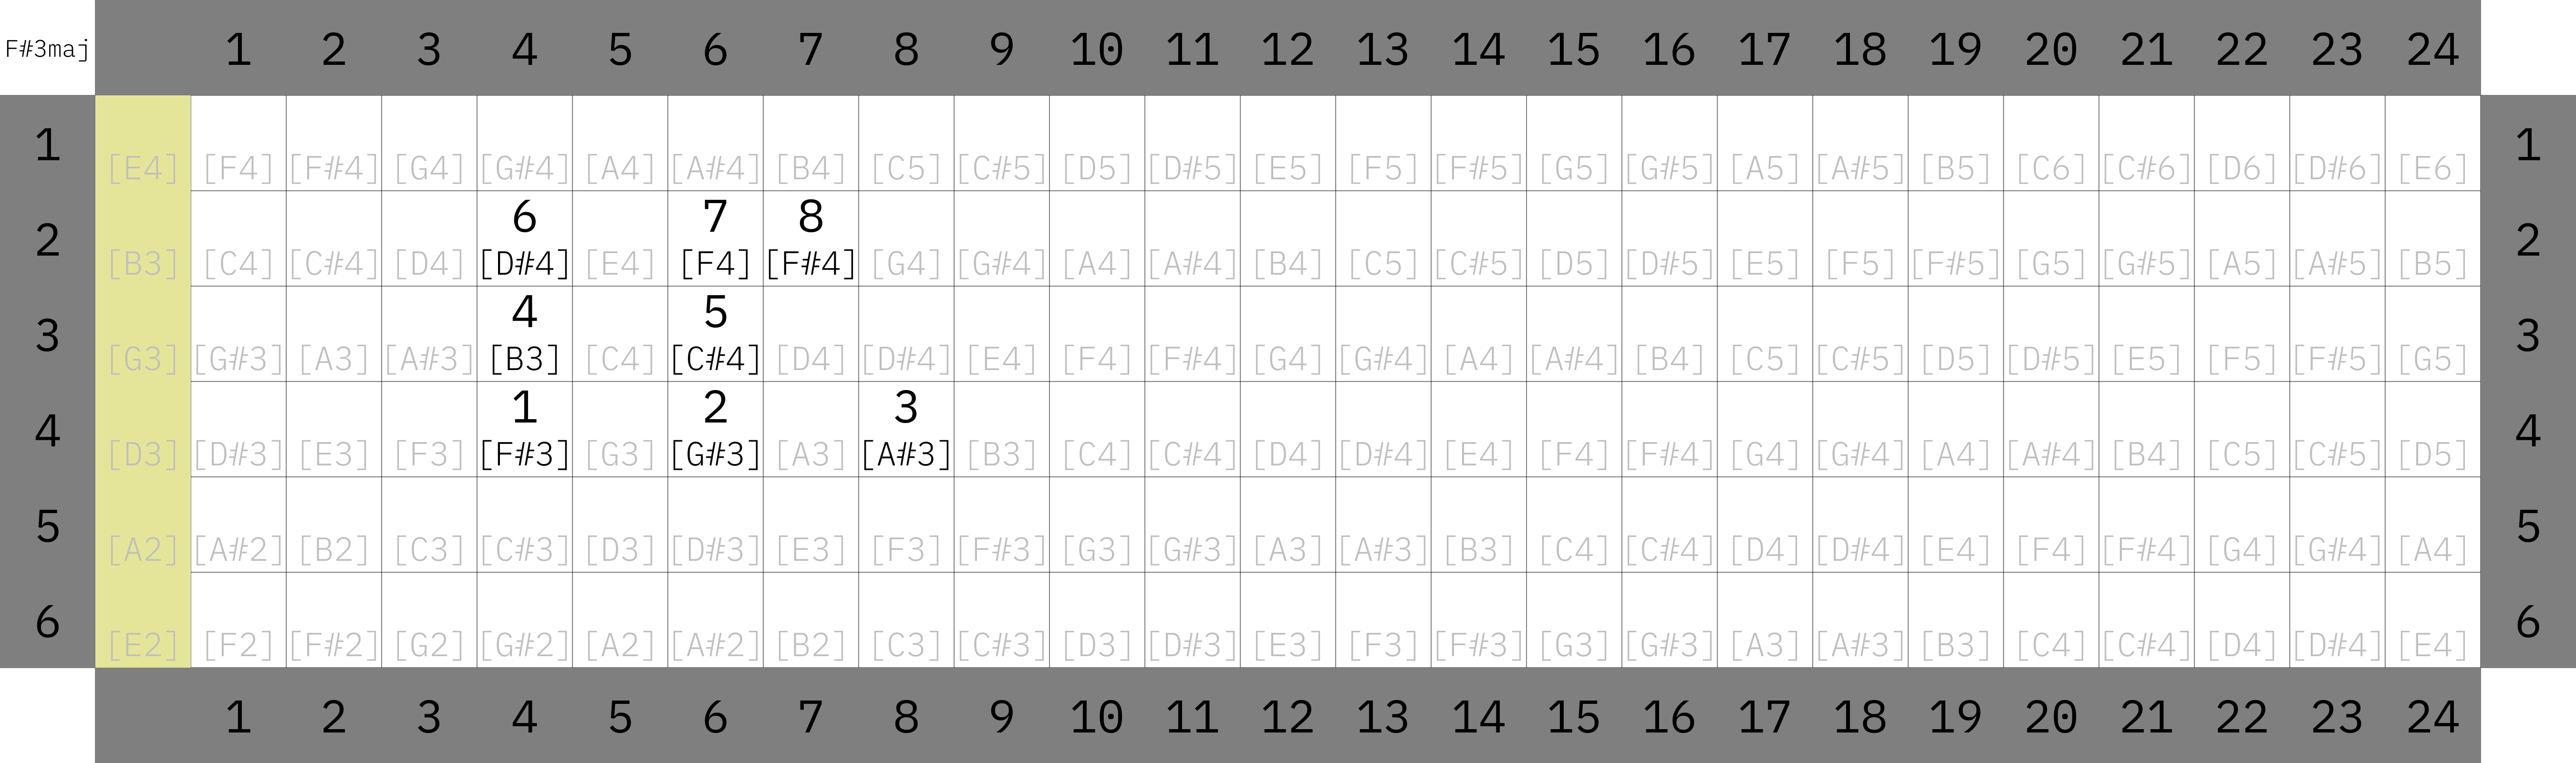 F#3maj 1 2 3 4 5 6 7 8 9 10 11 12 13 14 15 16 17 18 19 20 21 22 23 24
1 [E4] [F4] [F#4] [G4] [G#4] [A4] [A#4] [B4] [C5] [C#5] [D5] [D#5] [E5] [F5] [F#5] [G5] [G#5] [A5] [A#5] [B5] [C6] [C#6] [D6] [D#6] [E6] 1
6 7 8
2 [B3] [C4] [C#4] [D4] [D#4] [E4] [F4] [F#4] [G4] [G#4] [A4] [A#4] [B4] [C5] [C#5] [D5] [D#5] [E5] [F5] [F#5] [G5] [G#5] [A5] [A#5] [B5] 2
4 5
3 [G3] [G#3] [A3] [A#3] [B3] [C4] [C#4] [D4] [D#4] [E4] [F4] [F#4] [G4] [G#4] [A4] [A#4] [B4] [C5] [C#5] [D5] [D#5] [E5] [F5] [F#5] [G5] 3
1 2 3
4 [D3] [D#3] [E3] [F3] [F#3] [G3] [G#3] [A3] [A#3] [B3] [C4] [C#4] [D4] [D#4] [E4] [F4] [F#4] [G4] [G#4] [A4] [A#4] [B4] [C5] [C#5] [D5] 4
5 [A2] [A#2] [B2] [C3] [C#3] [D3] [D#3] [E3] [F3] [F#3] [G3] [G#3] [A3] [A#3] [B3] [C4] [C#4] [D4] [D#4] [E4] [F4] [F#4] [G4] [G#4] [A4] 5
6 [E2] [F2] [F#2] [G2] [G#2] [A2] [A#2] [B2] [C3] [C#3] [D3] [D#3] [E3] [F3] [F#3] [G3] [G#3] [A3] [A#3] [B3] [C4] [C#4] [D4] [D#4] [E4] 6
1 2 3 4 5 6 7 8 9 10 11 12 13 14 15 16 17 18 19 20 21 22 23 24